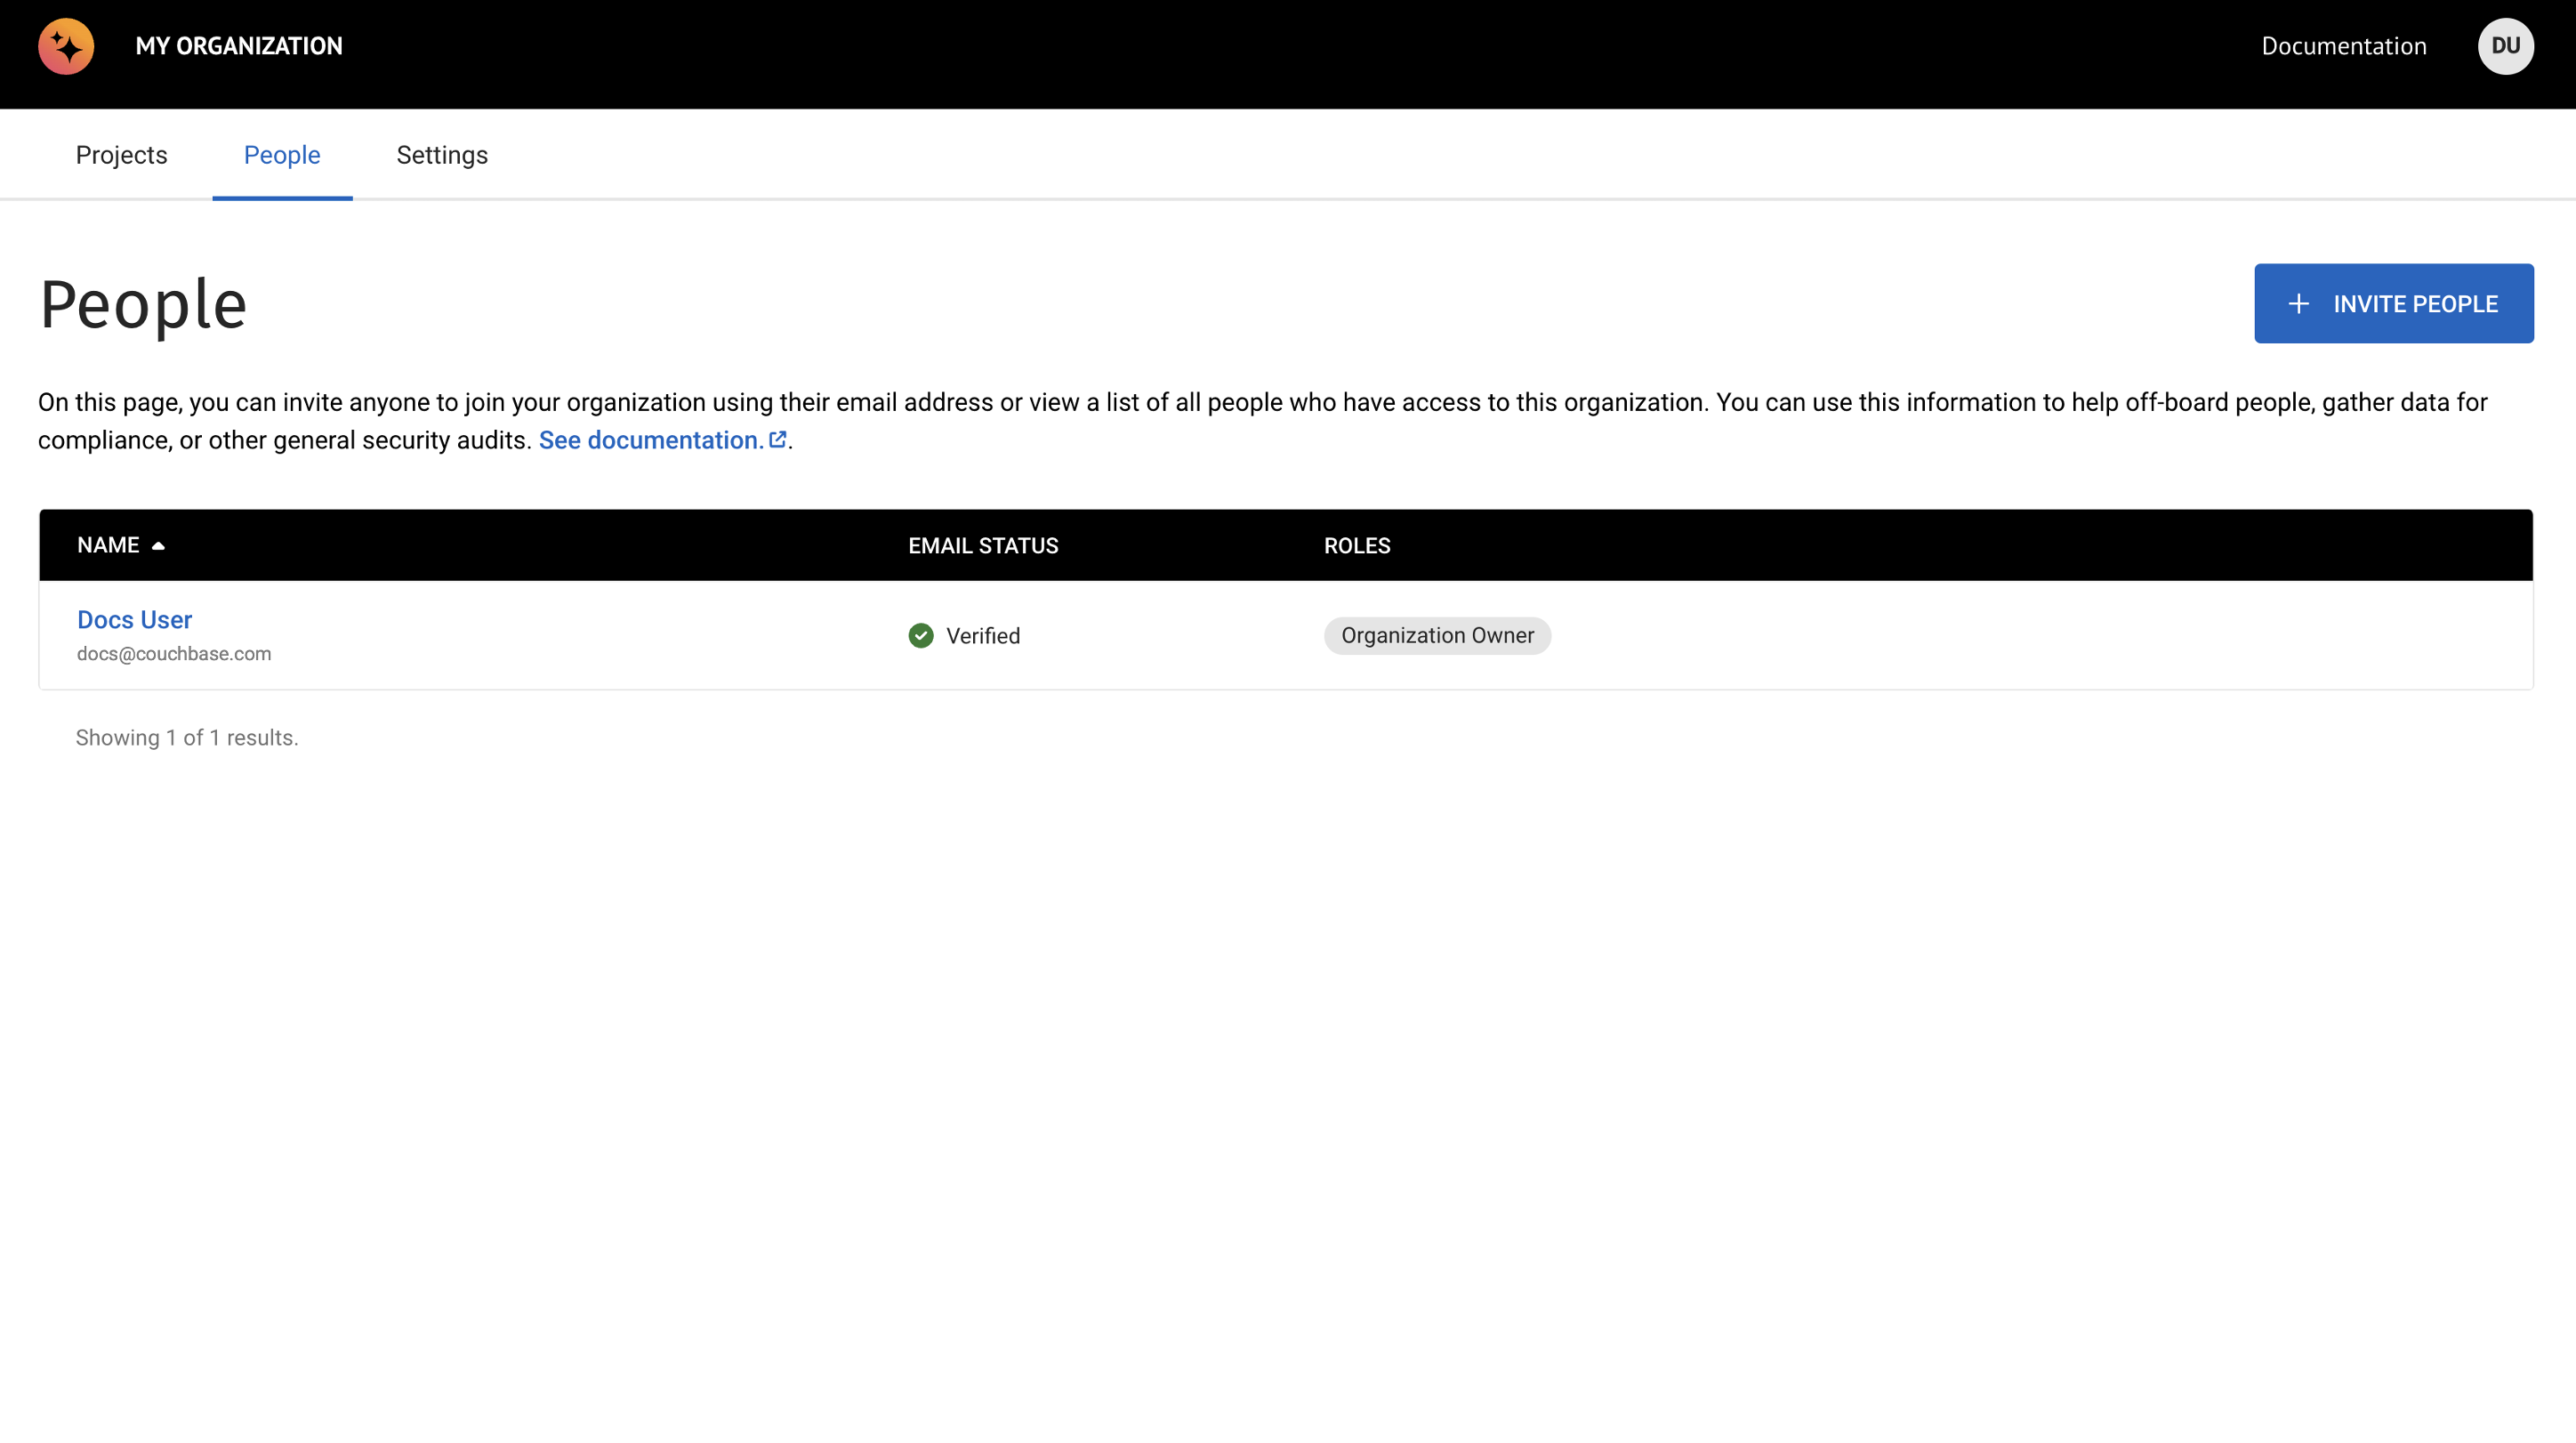 MY ORGANIZATION
Documentation
DU
Projects
People
Settings
People
INVITE PEOPLE
On this page, you can invite anyone to join your organization using their email address or view a list of all people who have access to this organization. You can use this information to help off-board people, gather data for
compliance, or other general security audits. See documentation..
NAME
EMAIL STATUS
ROLES
Docs User
docs@couchbase.com
Verified
Organization Owner
Showing 1 of 1 results.